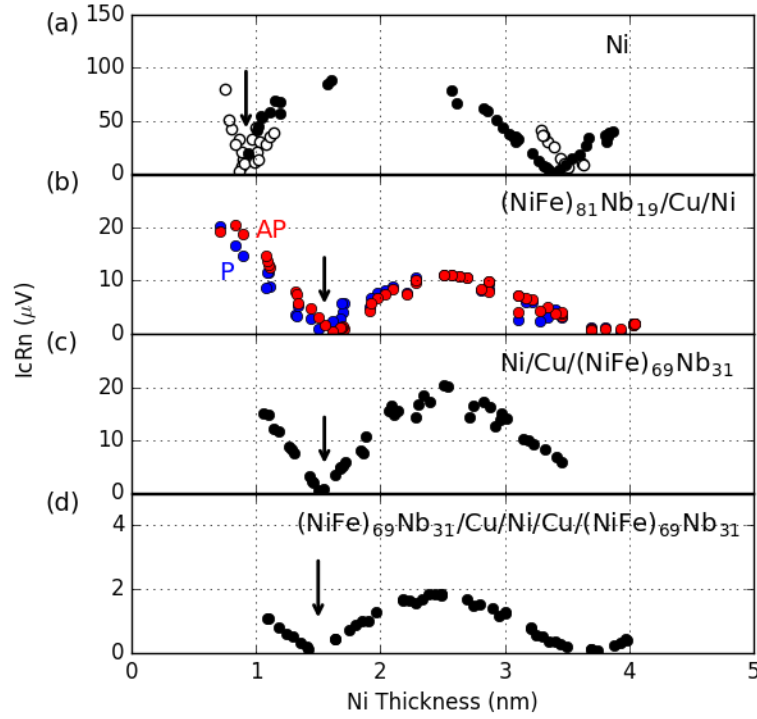 (a)
150
100
50
0
Ni
(b)
20
10
0
(NiFe)₈₁Nb₁₉/Cu/Ni
AP
P
IcRn (μV)
(c)
20
10
0
Ni/Cu/(NiFe)₆₉Nb₃₁
(d)
4
2
0
(NiFe)₆₉Nb₃₁/Cu/Ni/Cu/(NiFe)₆₉Nb₃₁
0 1 2 3 4 5
Ni Thickness (nm)